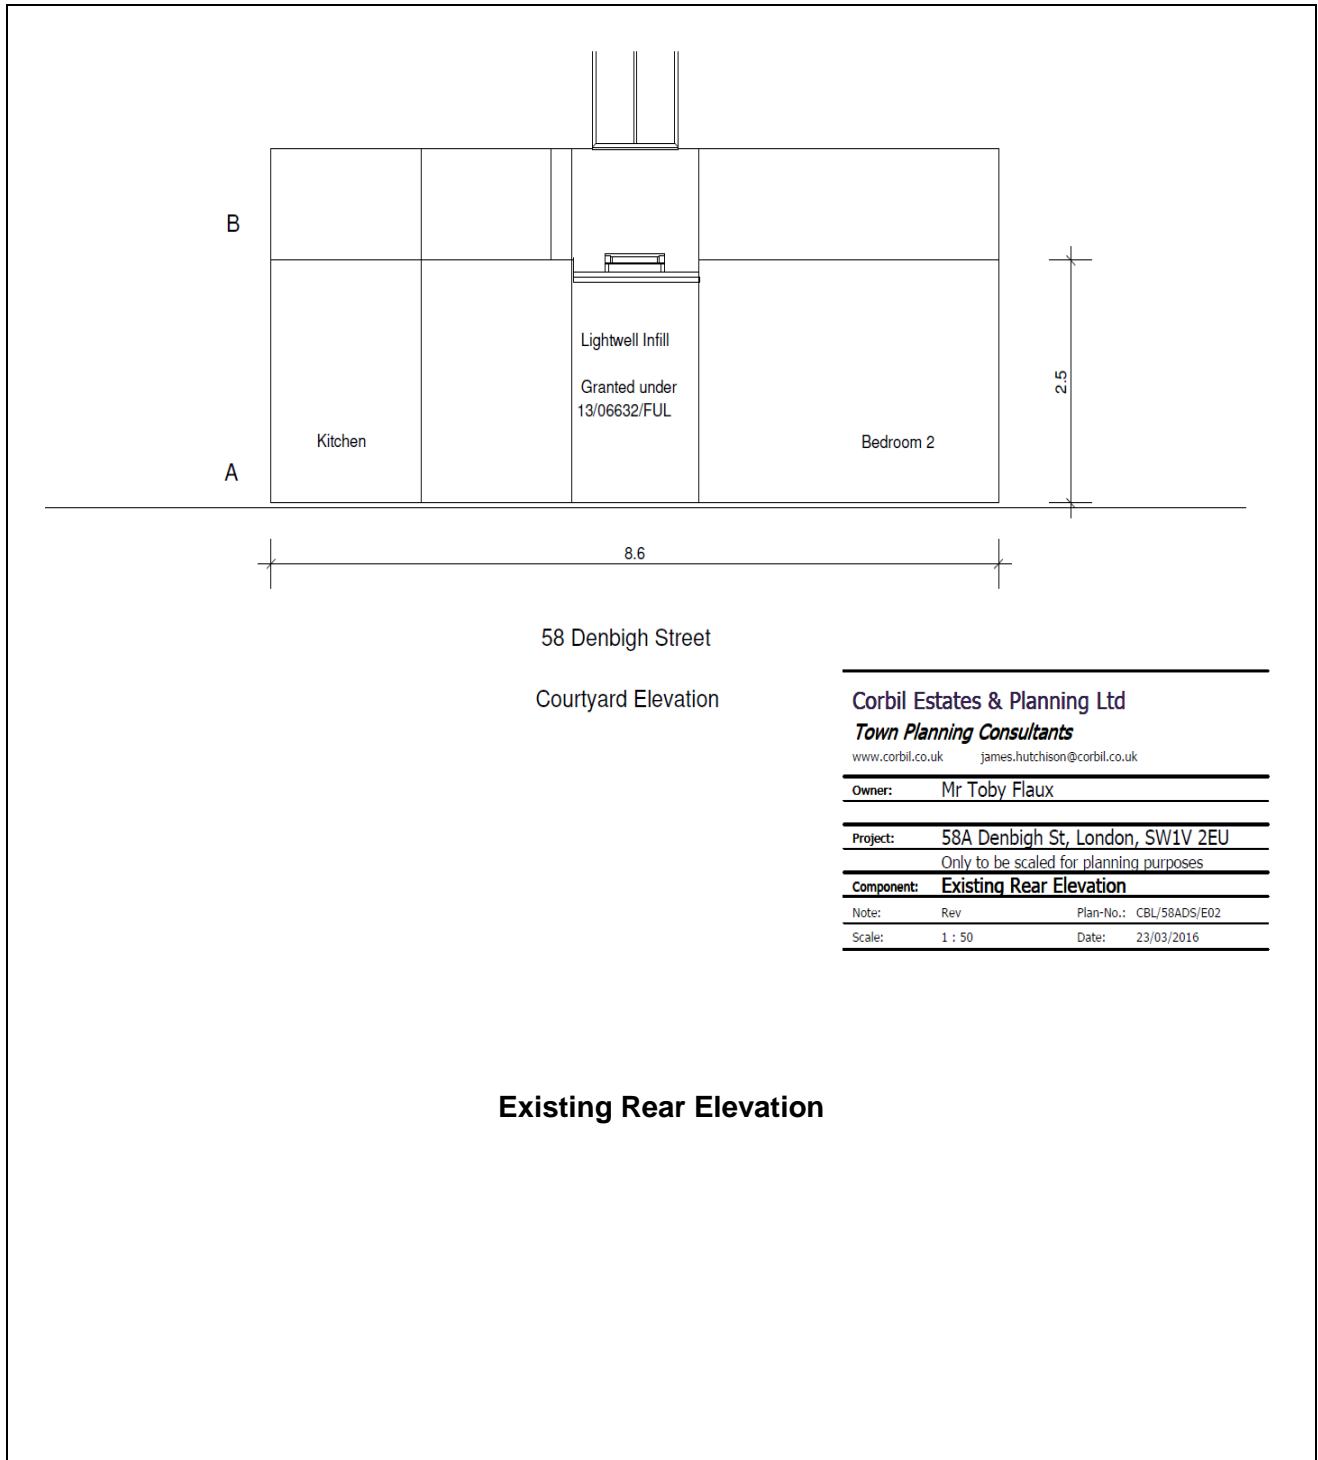 B
Lightwell Infill
Granted under
13/06632/FUL
2.5
Kitchen
Bedroom 2
A
8.6
58 Denbigh Street
Courtyard Elevation
Corbil Estates & Planning Ltd
Town Planning Consultants
www.corbil.co.uk james.hutchison@corbil.co.uk
Owner: Mr Toby Flaux
Project: 58A Denbigh St, London, SW1V 2EU
Only to be scaled for planning purposes
Component: Existing Rear Elevation
Note: Rev Plan-No.: CBL/58ADS/E02
Scale: 1 : 50 Date: 23/03/2016
Existing Rear Elevation